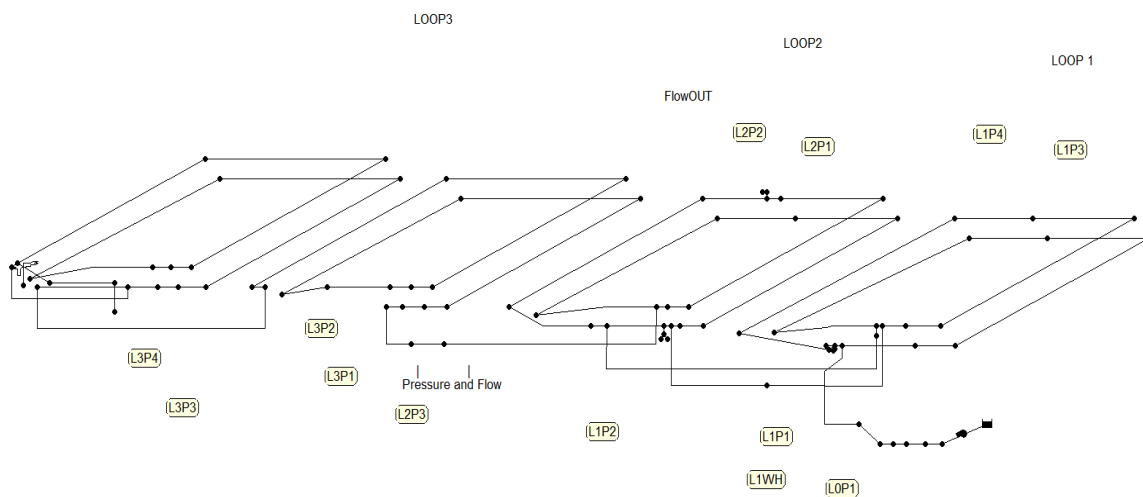 LOOP3
LOOP2
LOOP 1
FlowOUT
L2P2
L2P1
L1P4
L1P3
L3P2
L3P4
L3P1
Pressure and Flow
L3P3
L2P3
L1P2
L1P1
L1WH
L0P1